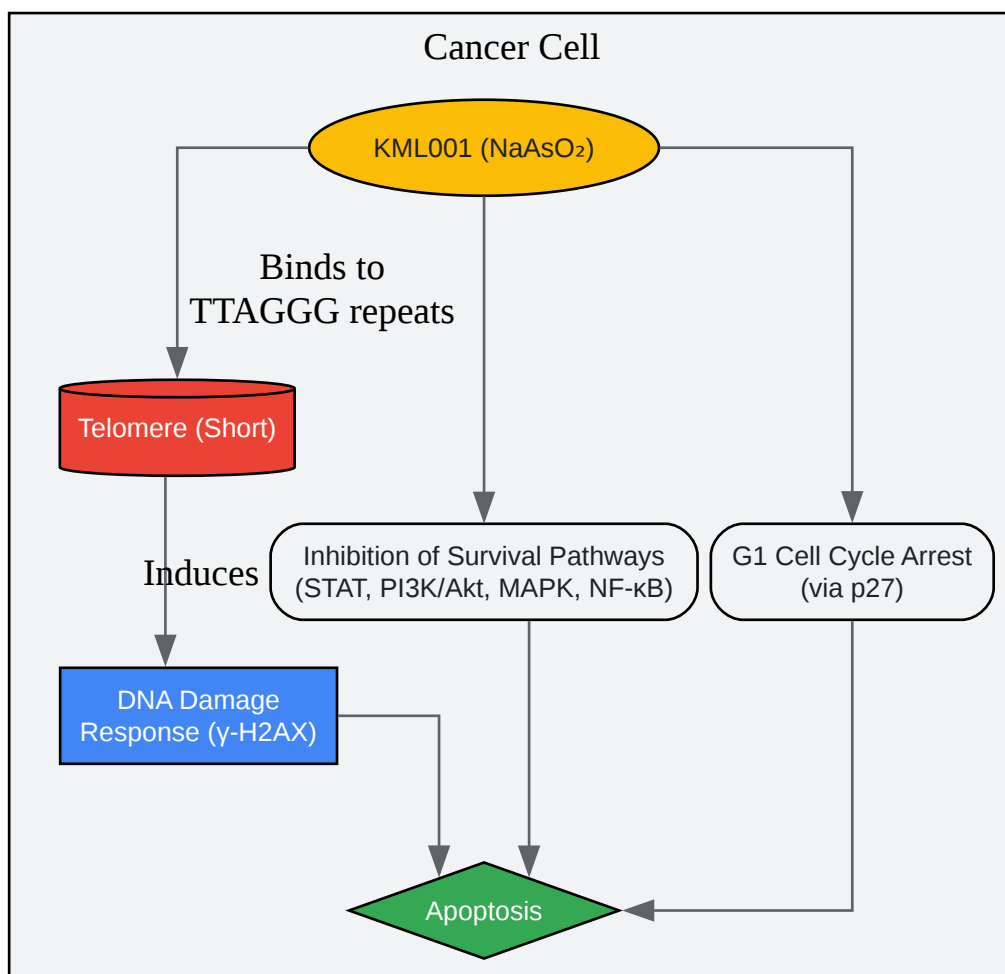 Cancer Cell
KML001 (NaAsO₂)
Binds to
TTAGGG repeats
Telomere (Short)
Induces
Inhibition of Survival Pathways
(STAT, PI3K/Akt, MAPK, NF-κB)
G1 Cell Cycle Arrest
(via p27)
DNA Damage
Response (γ-H2AX)
Apoptosis